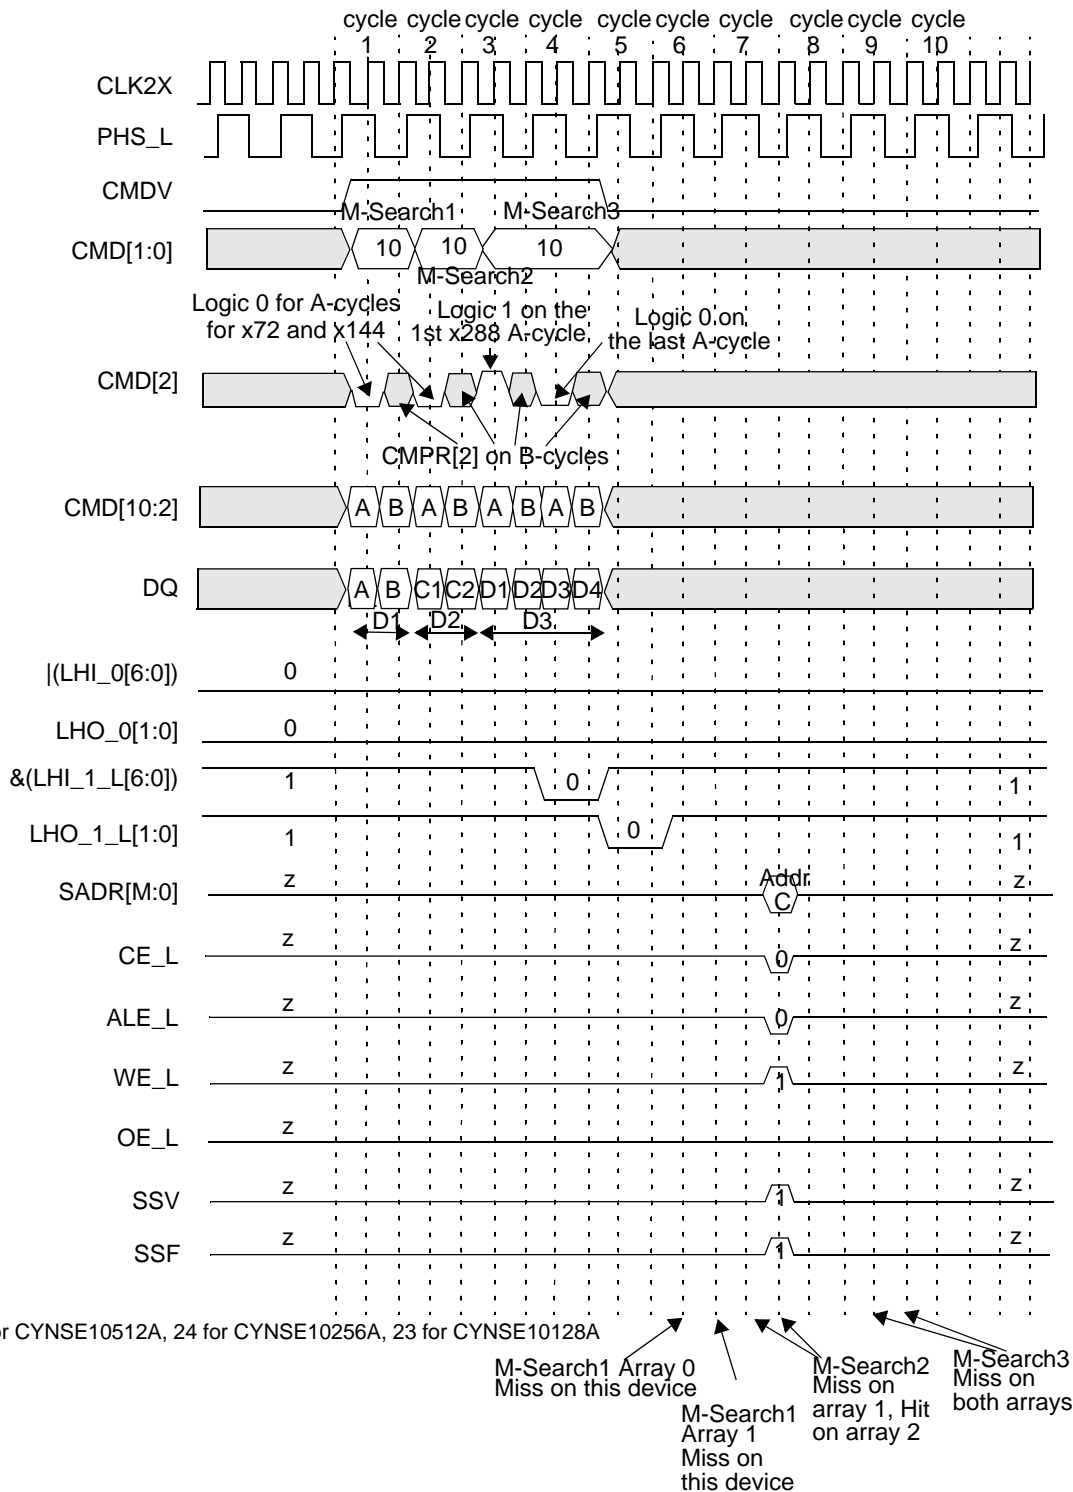 cycle cycle cycle cycle cycle cycle cycle cycle cycle cycle
1 2 3 4 5 6 7 8 9 10
CLK2X
PHS_L
CMDV
M-Search1 M-Search3
CMD[1:0] 10 10 10
M-Search2
Logic 0 for A-cycles
for x72 and x144
Logic 1 on the
1st x288 A-cycle
Logic 0 on
the last A-cycle
CMD[2]
CMPR[2] on B-cycles
CMD[10:2] A B A B A B A B
DQ A B C1 C2 D1 D2 D3 D4
D1 D2 D3
|(LHI_0[6:0]) 0
LHO_0[1:0] 0
&(LHI_1_L[6:0]) 1 0 1
LHO_1_L[1:0] 1 0 1
SADR[M:0] z Addr C z
CE_L z 0 z
ALE_L z 0 z
WE_L z 1 z
OE_L z
SSV z 1 z
SSF z 1 z
r CYNSE10512A, 24 for CYNSE10256A, 23 for CYNSE10128A
M-Search1 Array 0
Miss on this device
M-Search1
Array 1
Miss on
this device
M-Search2
Miss on
array 1, Hit
on array 2
M-Search3
Miss on
both arrays